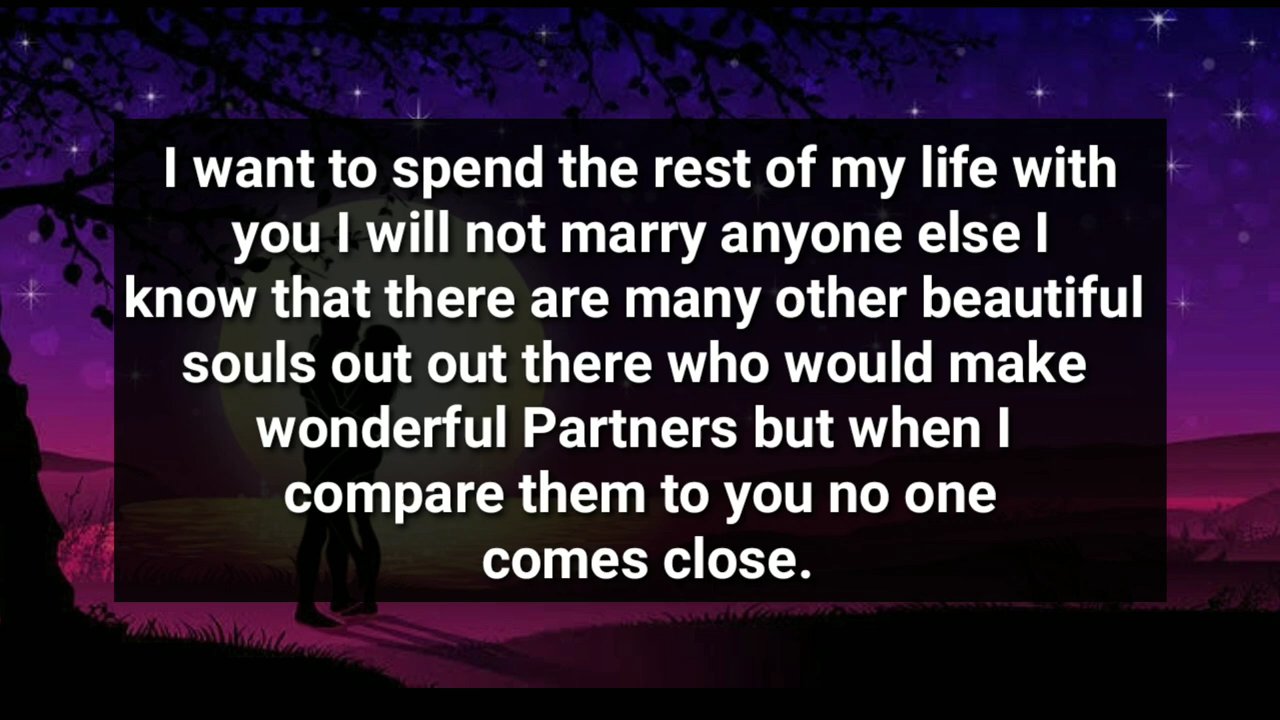 I want to spend the rest of my life with
you I will not marry anyone else I
know that there are many other beautiful
souls out out there who would make
wonderful Partners but when I
compare them to you no one
comes close.